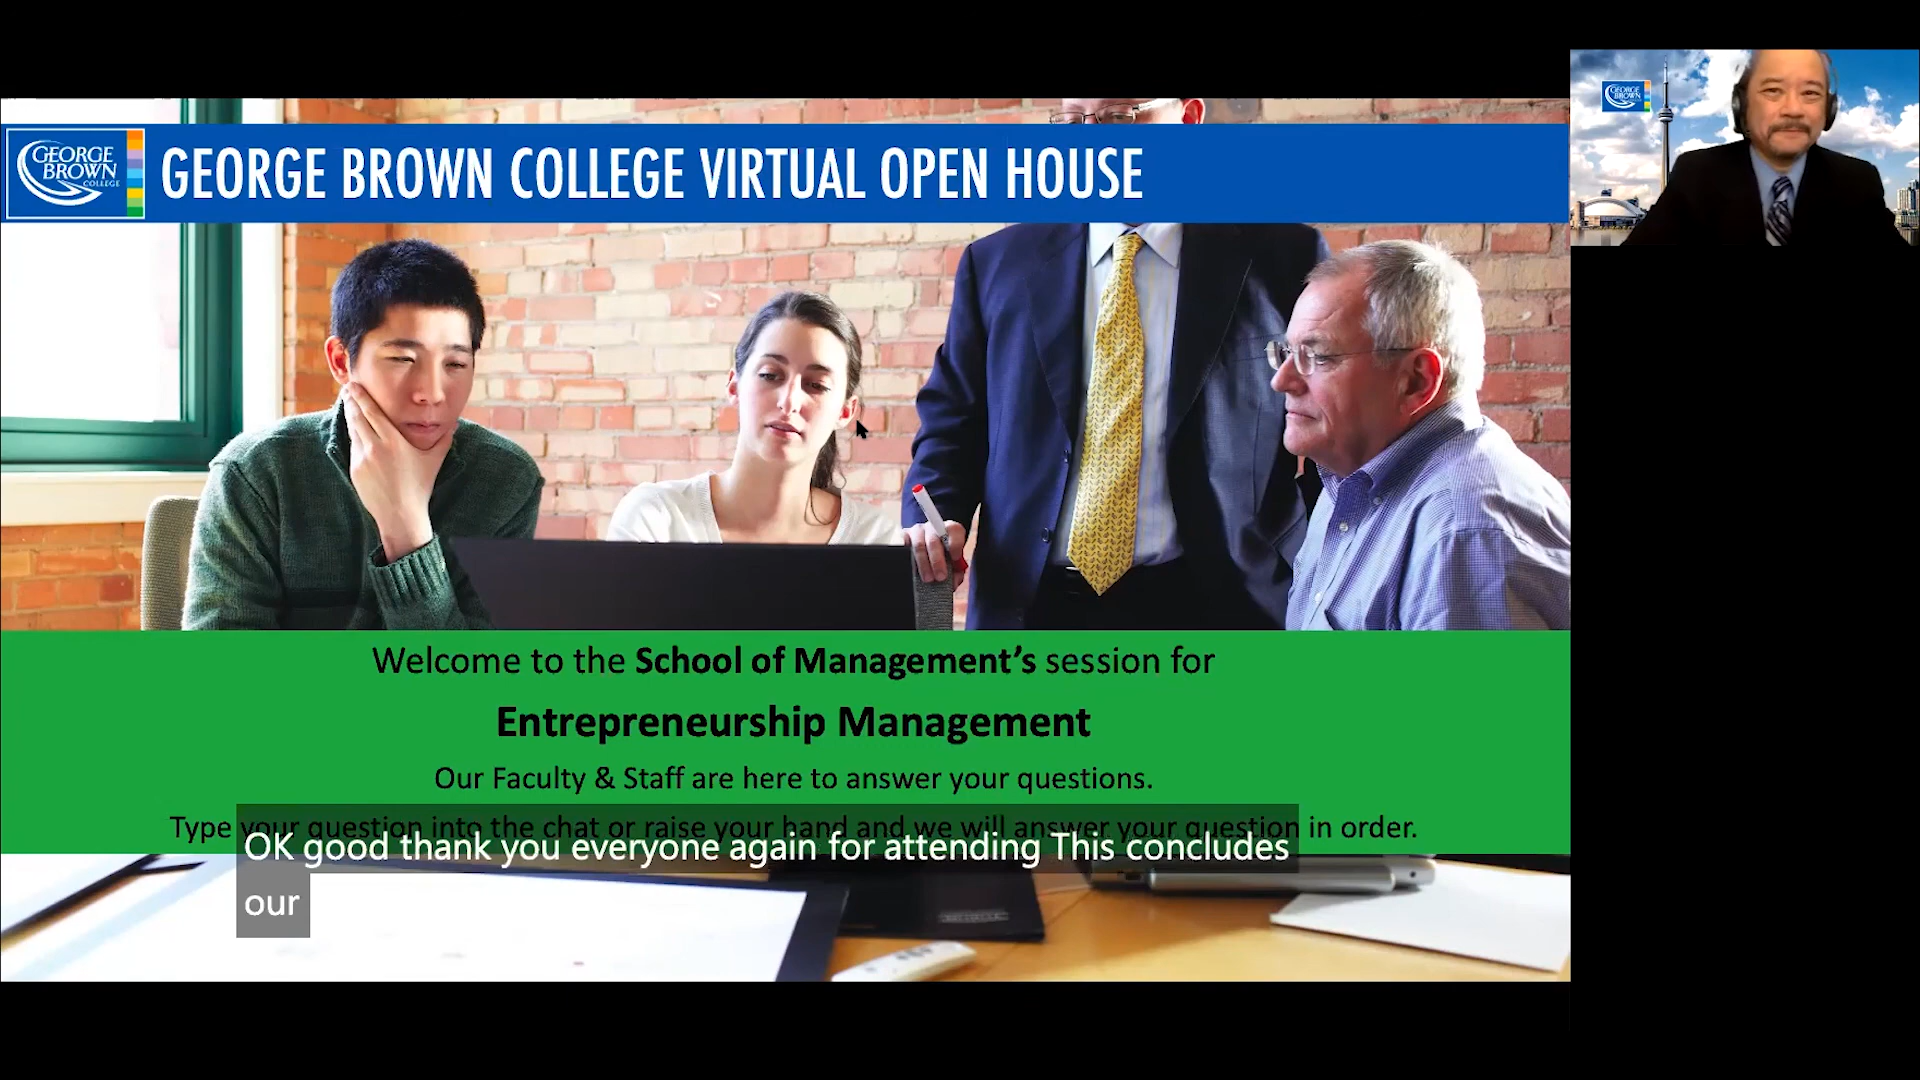 GEORGE
BROWN
COLLEGE
GEORGE BROWN COLLEGE VIRTUAL OPEN HOUSE
GEORGE
BROWN
Welcome to the School of Management's session for
Entrepreneurship Management
Our Faculty & Staff are here to answer your questions.
Type your question into the chat or raise your hand and we will answer your question in order.
OK good thank you everyone again for attending This concludes
our